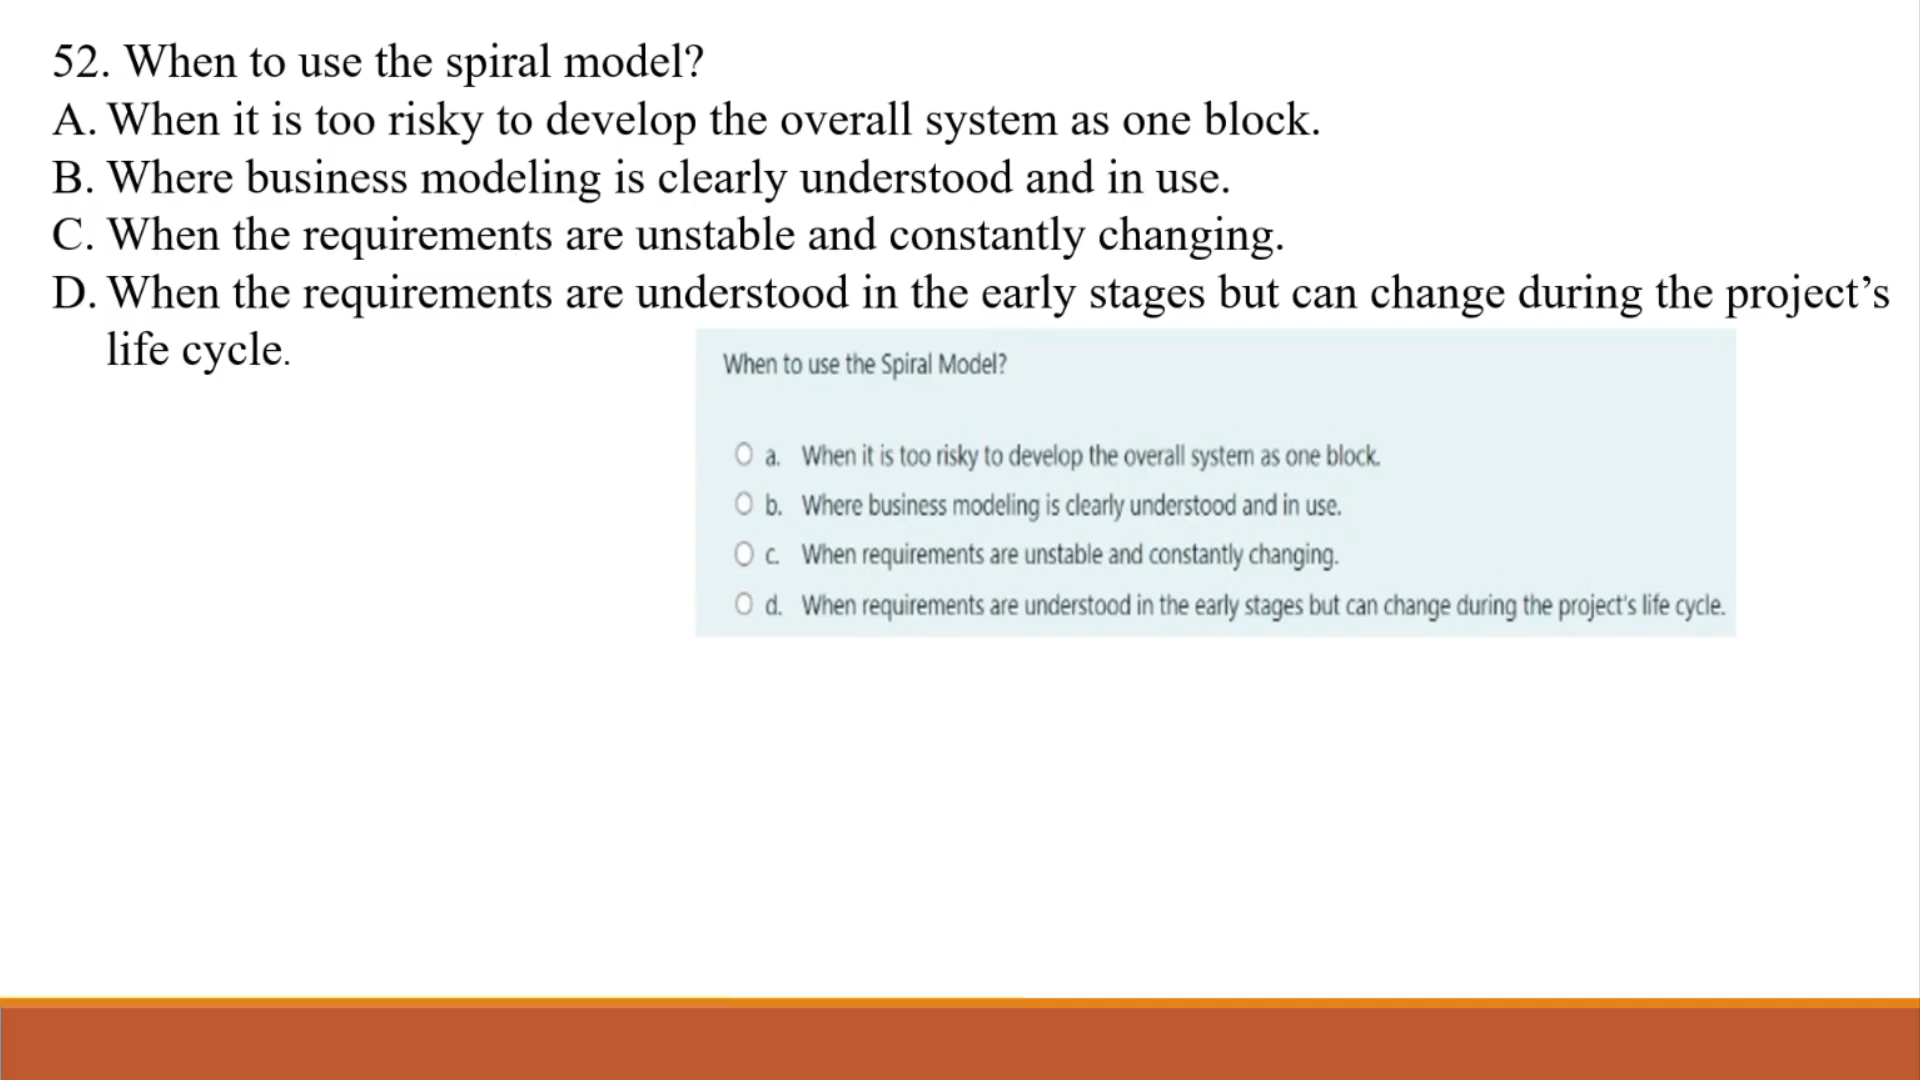 52. When to use the spiral model?
A. When it is too risky to develop the overall system as one block.
B. Where business modeling is clearly understood and in use.
C. When the requirements are unstable and constantly changing.
D. When the requirements are understood in the early stages but can change during the project’s
life cycle.
When to use the Spiral Model?
a. When it is too risky to develop the overall system as one block.
b. Where business modeling is clearly understood and in use.
c. When requirements are unstable and constantly changing.
d. When requirements are understood in the early stages but can change during the project's life cycle.